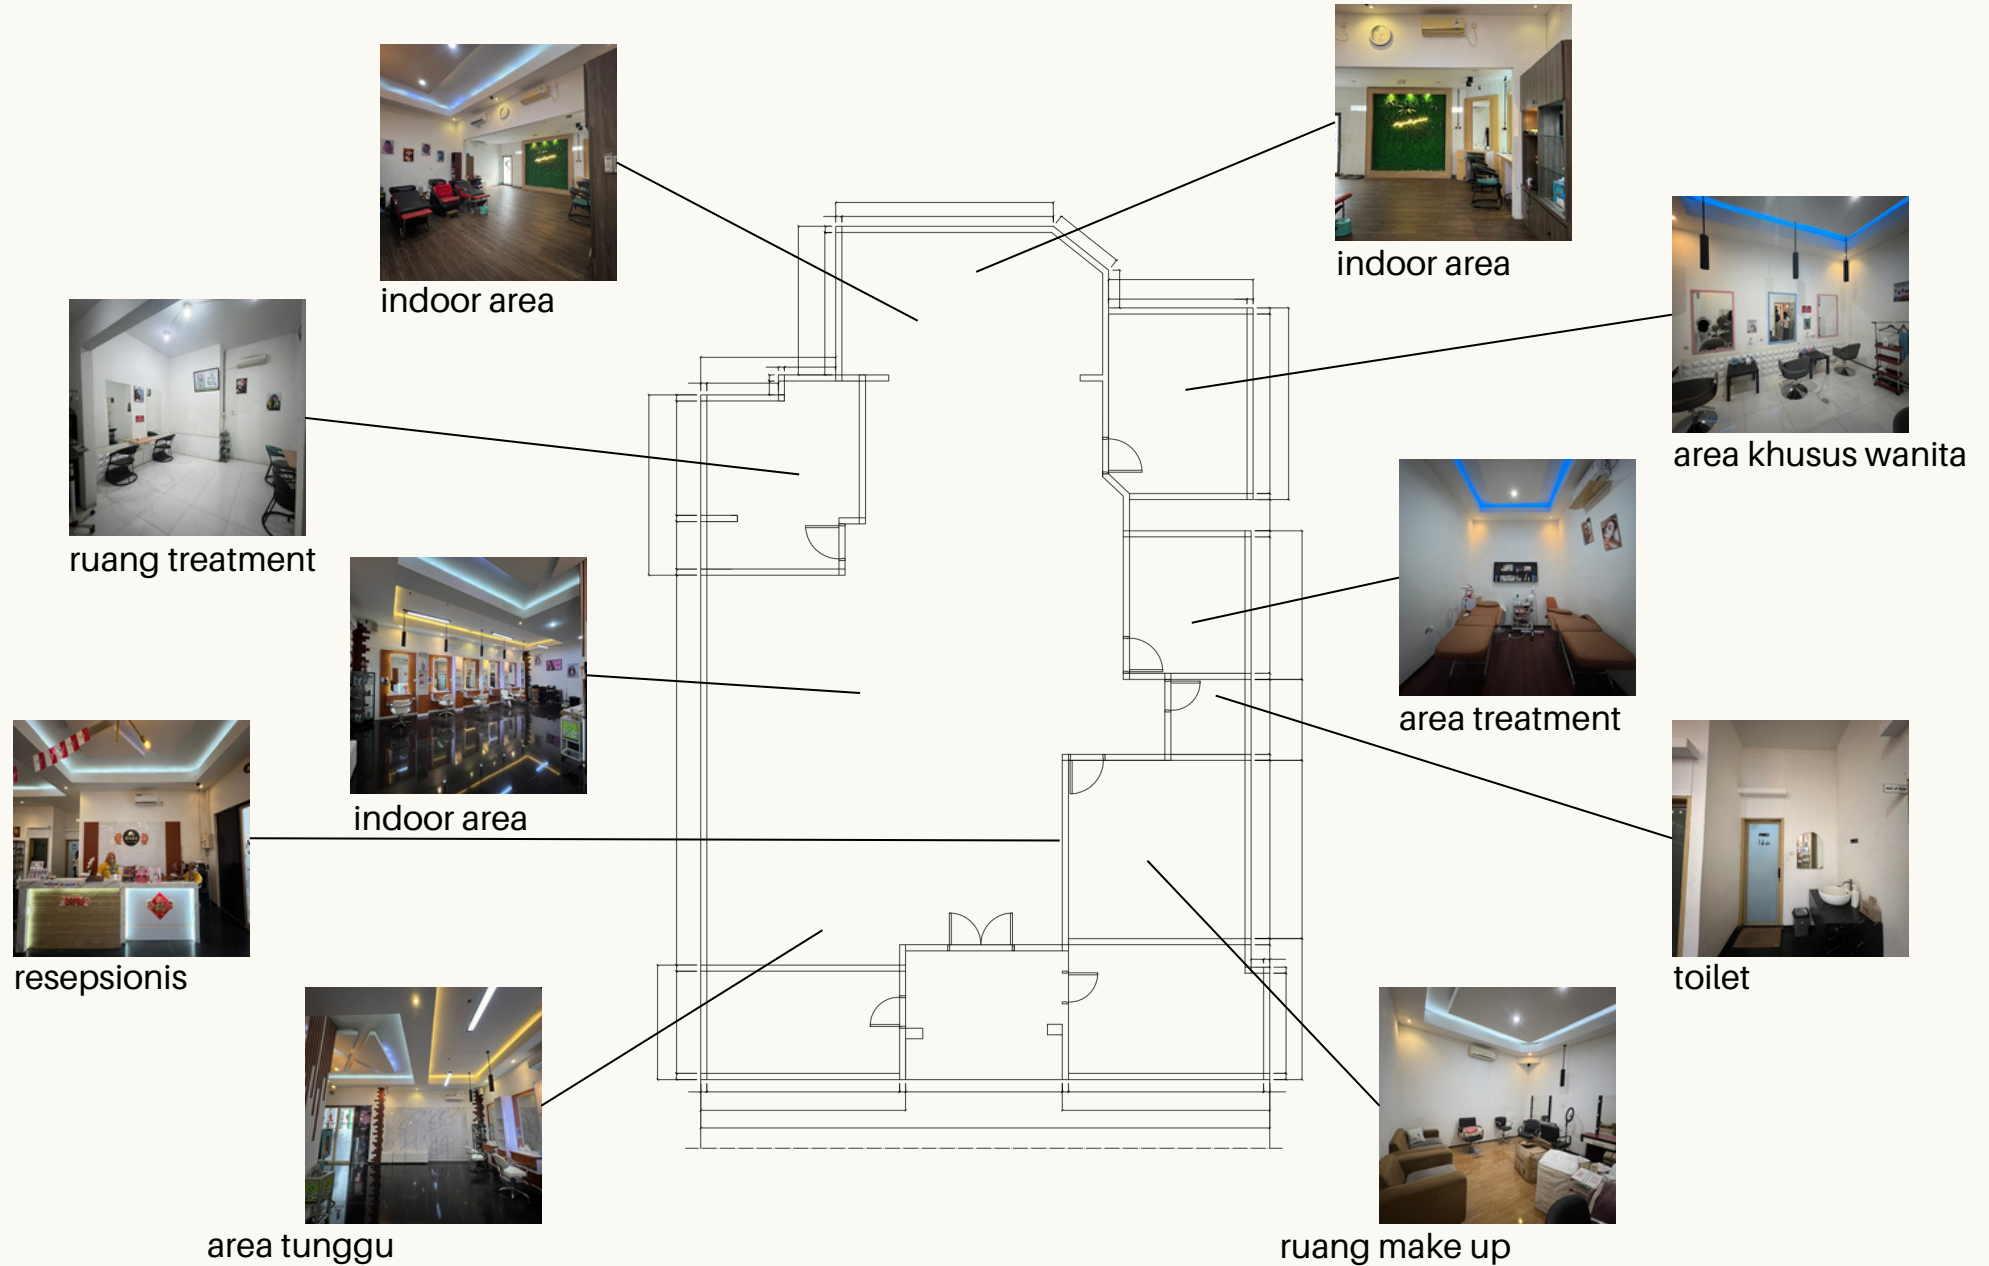 indoor area
indoor area
ruang treatment
area khusus wanita
area treatment
indoor area
resepsionis
toilet
area tunggu
ruang make up